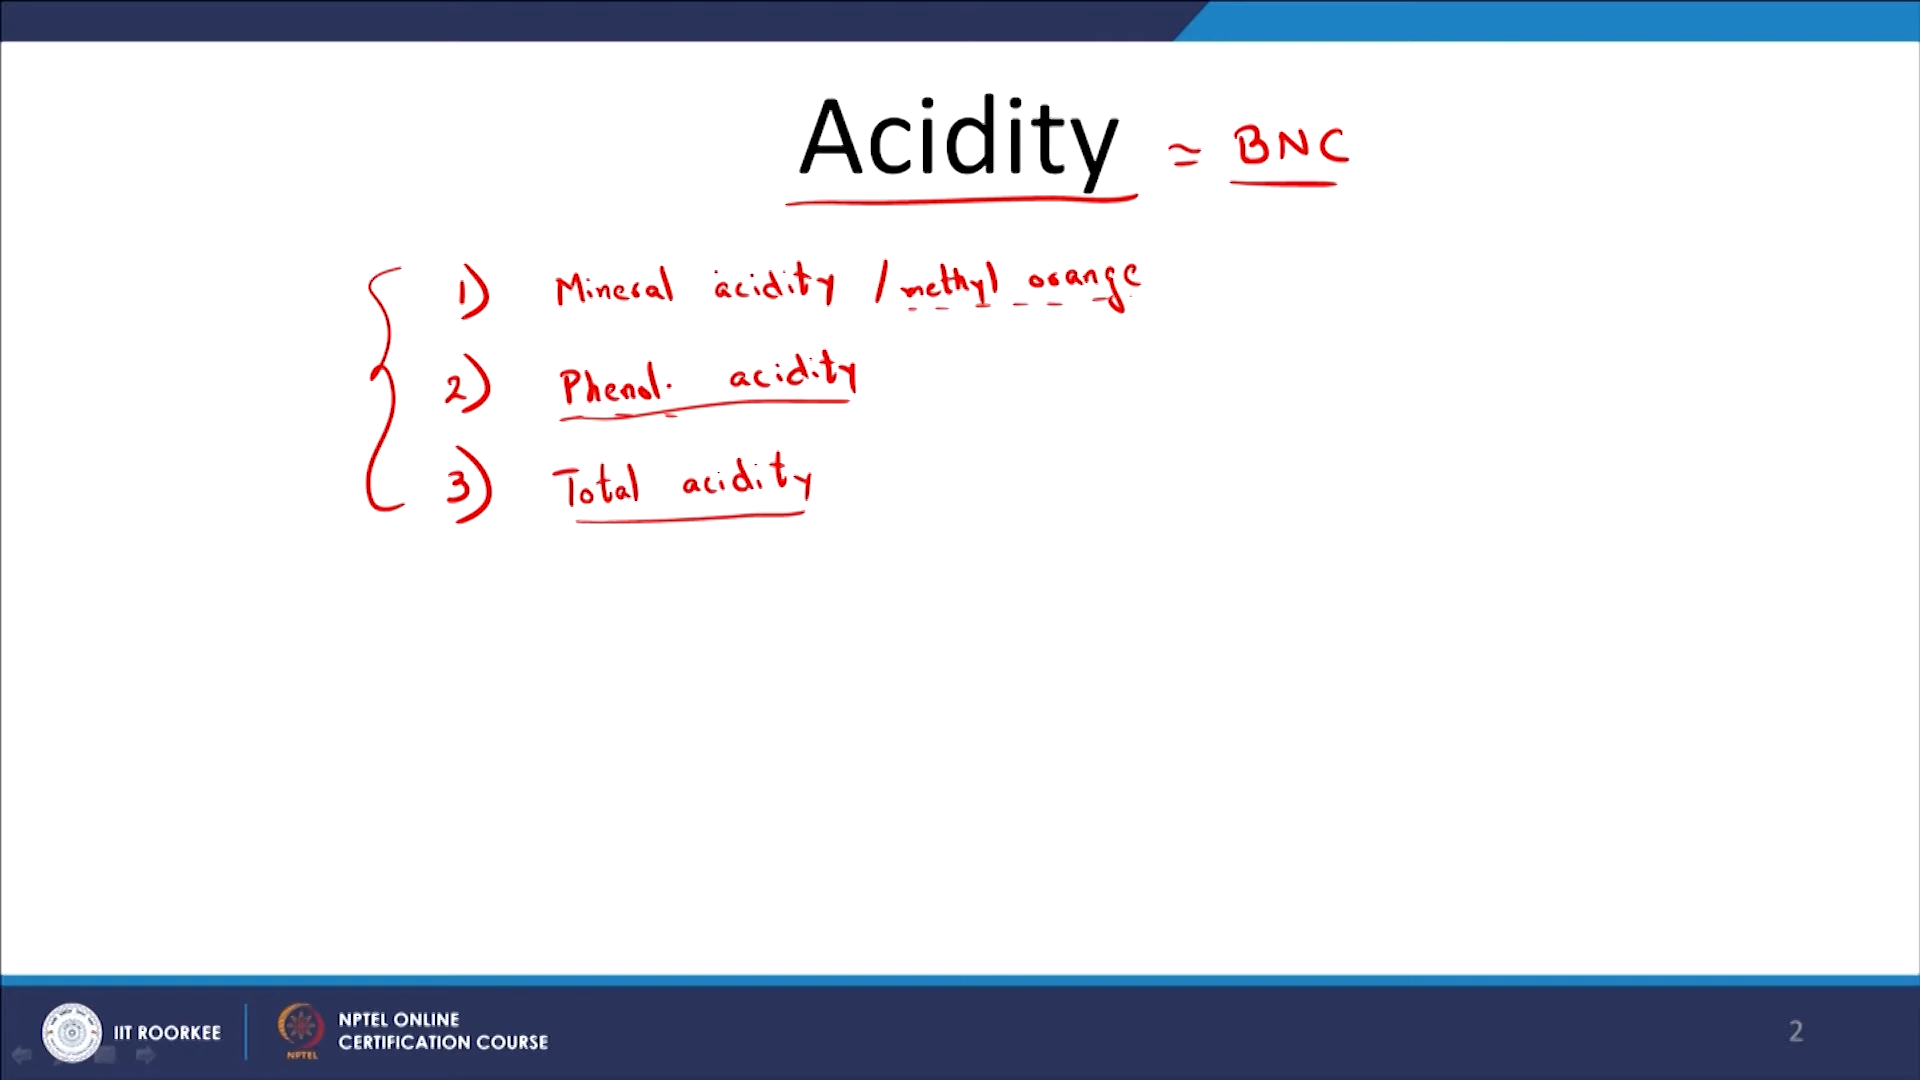 Acidity ≈ BNC
1) Mineral acidity / methyl orange
2) Phenol. acidity
3) Total acidity
IIT ROORKEE
NPTEL
NPTEL ONLINE
CERTIFICATION COURSE
2